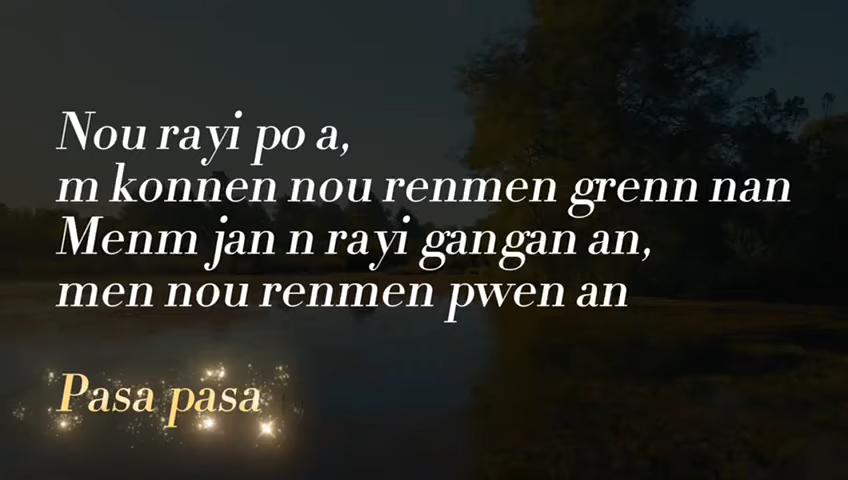 Nou rayi po a,
m konnen nou renmen grenn nan
Menm jan n rayi gangan an,
men nou renmen pwen an
Pasa pasa